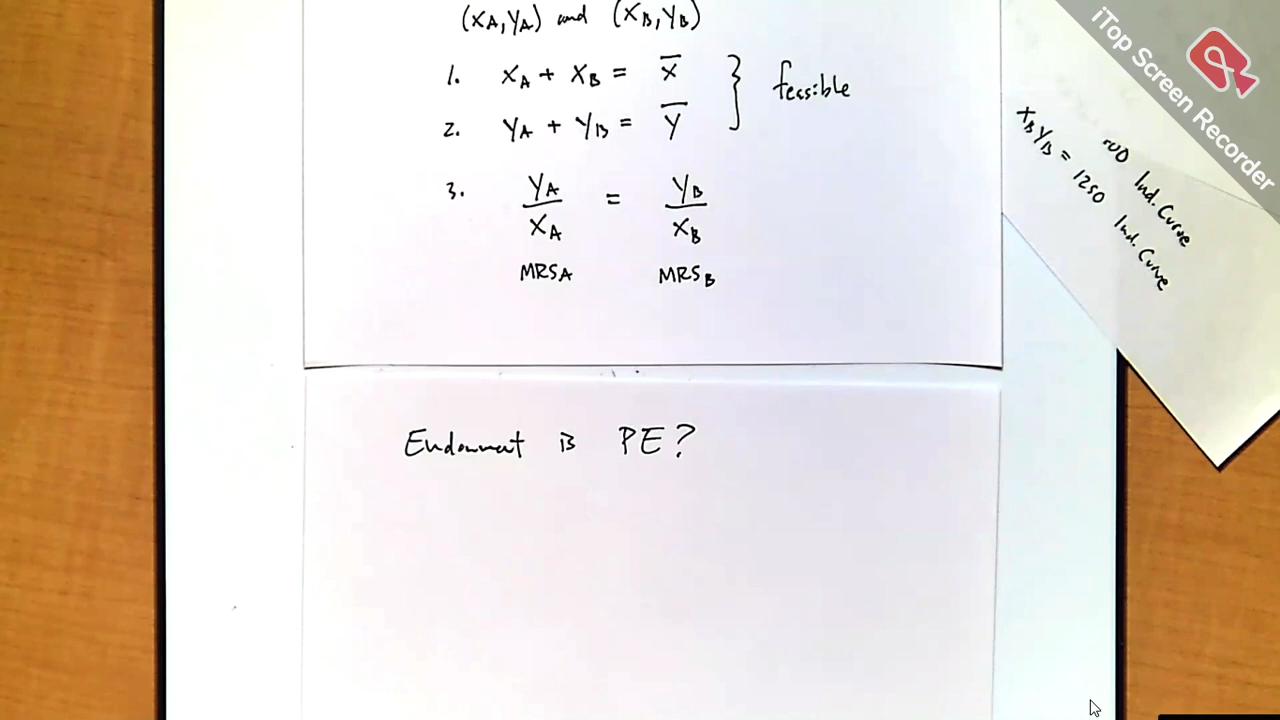 (XA, YA) and (XB, YB)
1. XA + XB = X̅
2. YA + YB = Y̅
} feasible
3. YA/XA = YB/XB
MRSA MRSB
Endowment is PE?
Ind. Curve
XBYB = 1250 Ind. Curve
iTop Screen Recorder